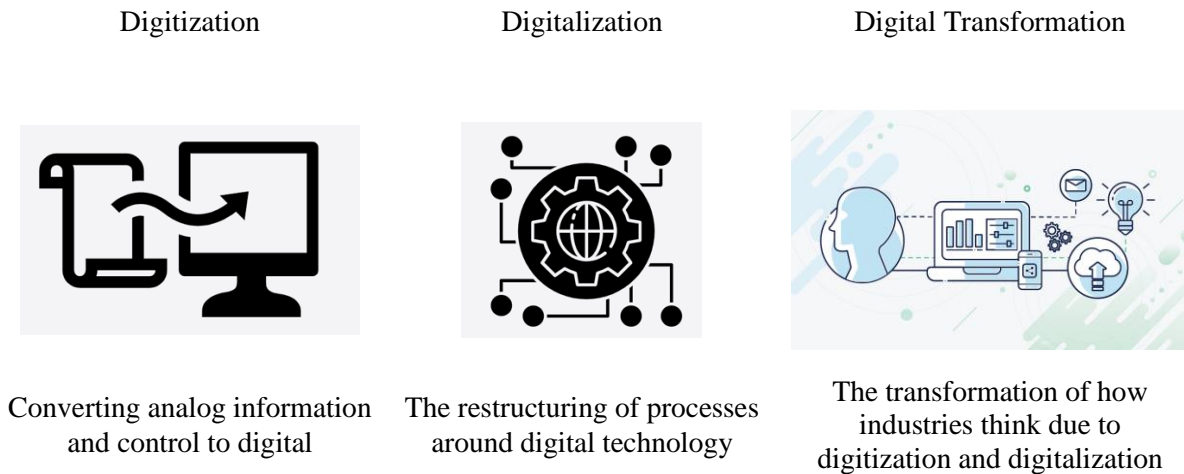 Digitization
Digitalization
Digital Transformation
Converting analog information
and control to digital
The restructuring of processes
around digital technology
The transformation of how
industries think due to
digitization and digitalization